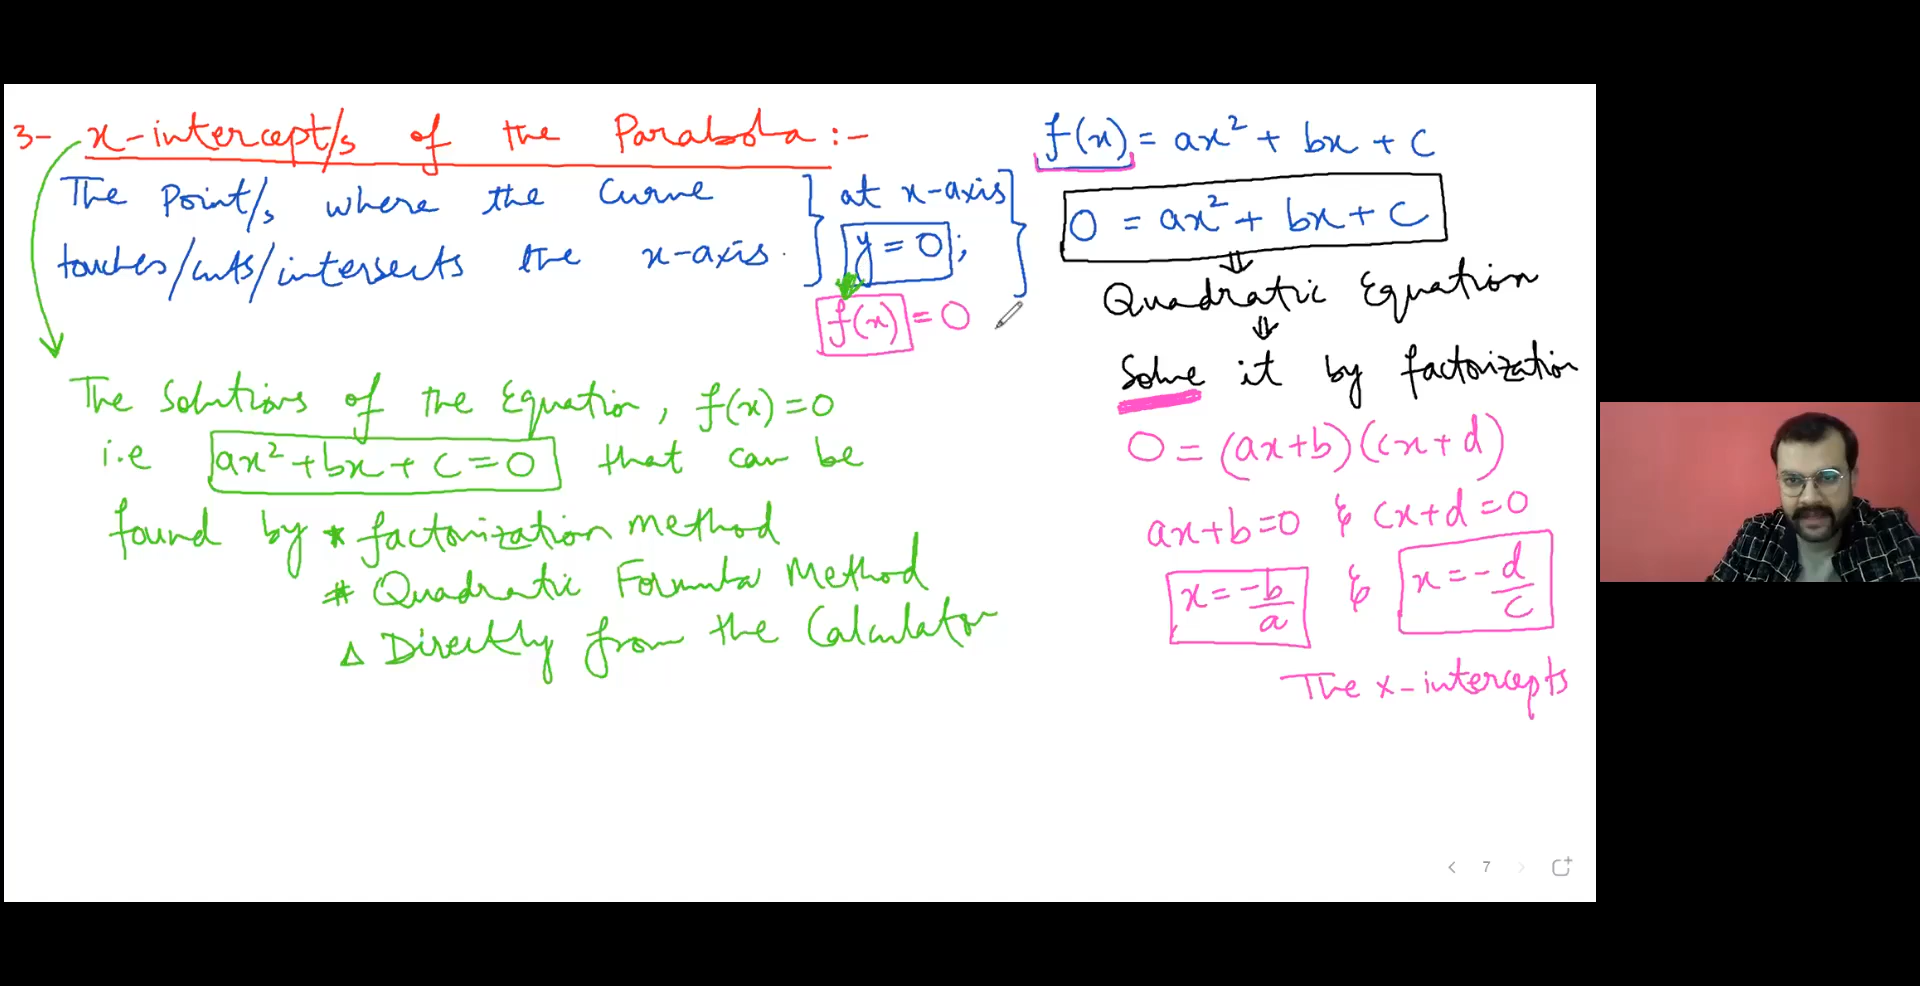 3- x-intercept/s of the Parabola :-
The Point/s where the Curve
touches/cuts/intersects the x-axis.
at x-axis
y = 0;
f(x) = 0
The Solutions of the Equation, f(x) = 0
i.e ax² + bx + c = 0 that can be
found by * factorization method
* Quadratic Formula Method
Δ Directly from the Calculator
f(x) = ax² + bx + c
0 = ax² + bx + c
⇓
Quadratic Equation
⇓
Solve it by factorization
0 = (ax+b)(cx+d)
ax+b=0 & cx+d=0
x = -b/a & x = -d/c
The x-intercepts
< 7 >